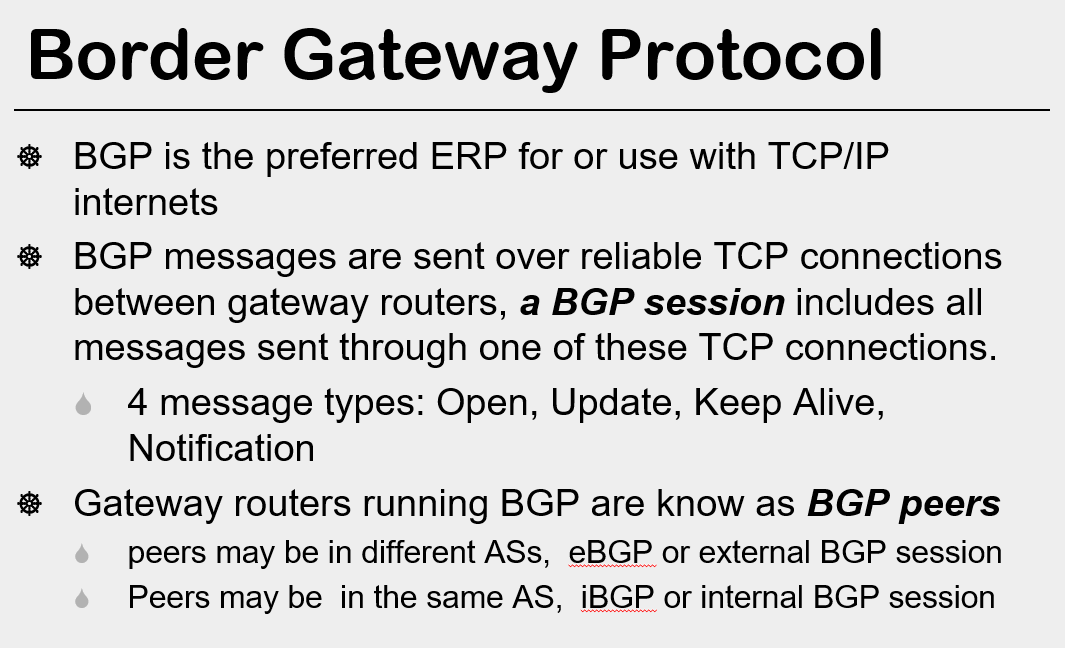 Border Gateway Protocol
BGP is the preferred ERP for or use with TCP/IP
internets
BGP messages are sent over reliable TCP connections
between gateway routers, a BGP session includes all
messages sent through one of these TCP connections.
4 message types: Open, Update, Keep Alive,
Notification
Gateway routers running BGP are know as BGP peers
peers may be in different ASs,  eBGP or external BGP session
Peers may be  in the same AS,  iBGP or internal BGP session